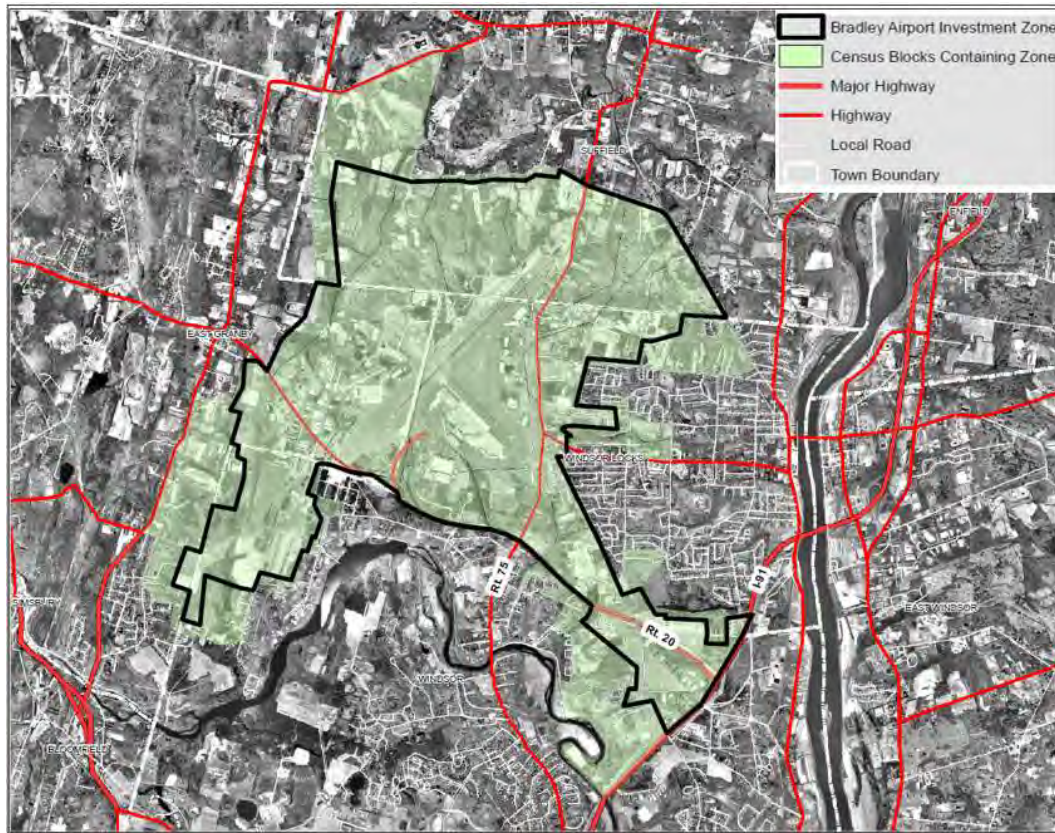 Bradley Airport Investment Zone
Census Blocks Containing Zone
Major Highway
Highway
Local Road
Town Boundary
SUFFIELD
ENFIELD
EAST GRANBY
WINDSOR LOCKS
Rt. 75
I-91
SIMSBURY
EAST WINDSOR
Rt. 20
WINDSOR
BLOOMFIELD